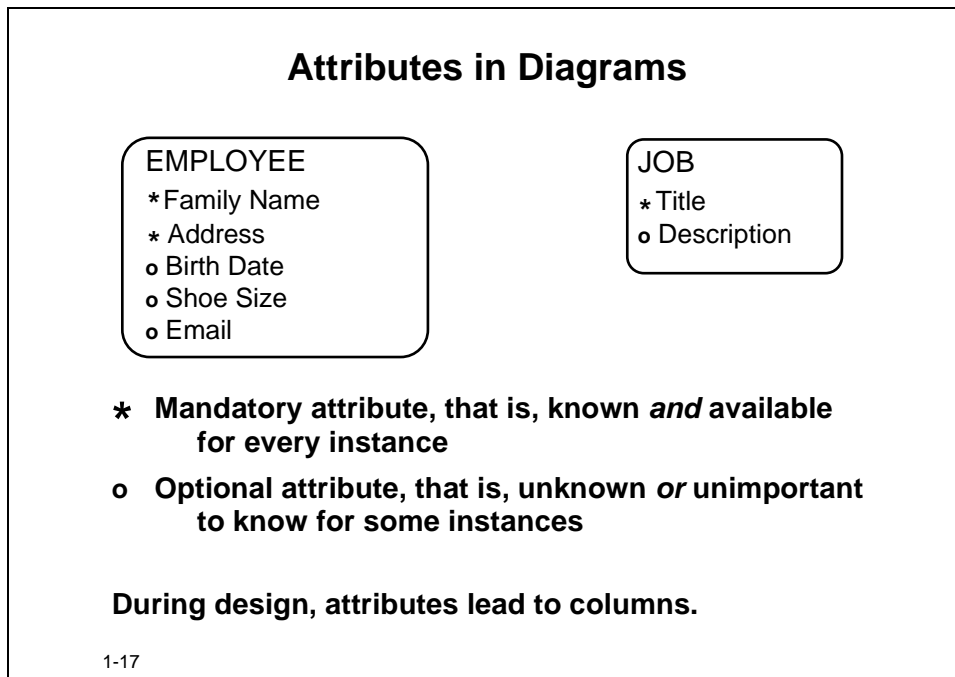 Attributes in Diagrams
EMPLOYEE
*Family Name
* Address
o Birth Date
o Shoe Size
o Email
JOB
* Title
o Description
* Mandatory attribute, that is, known and available
for every instance
o Optional attribute, that is, unknown or unimportant
to know for some instances
During design, attributes lead to columns.
1-17